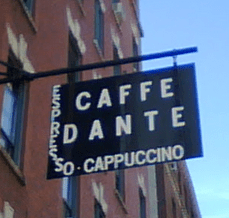 CAFFE
DANTE
ESPRESSO · CAPPUCCINO